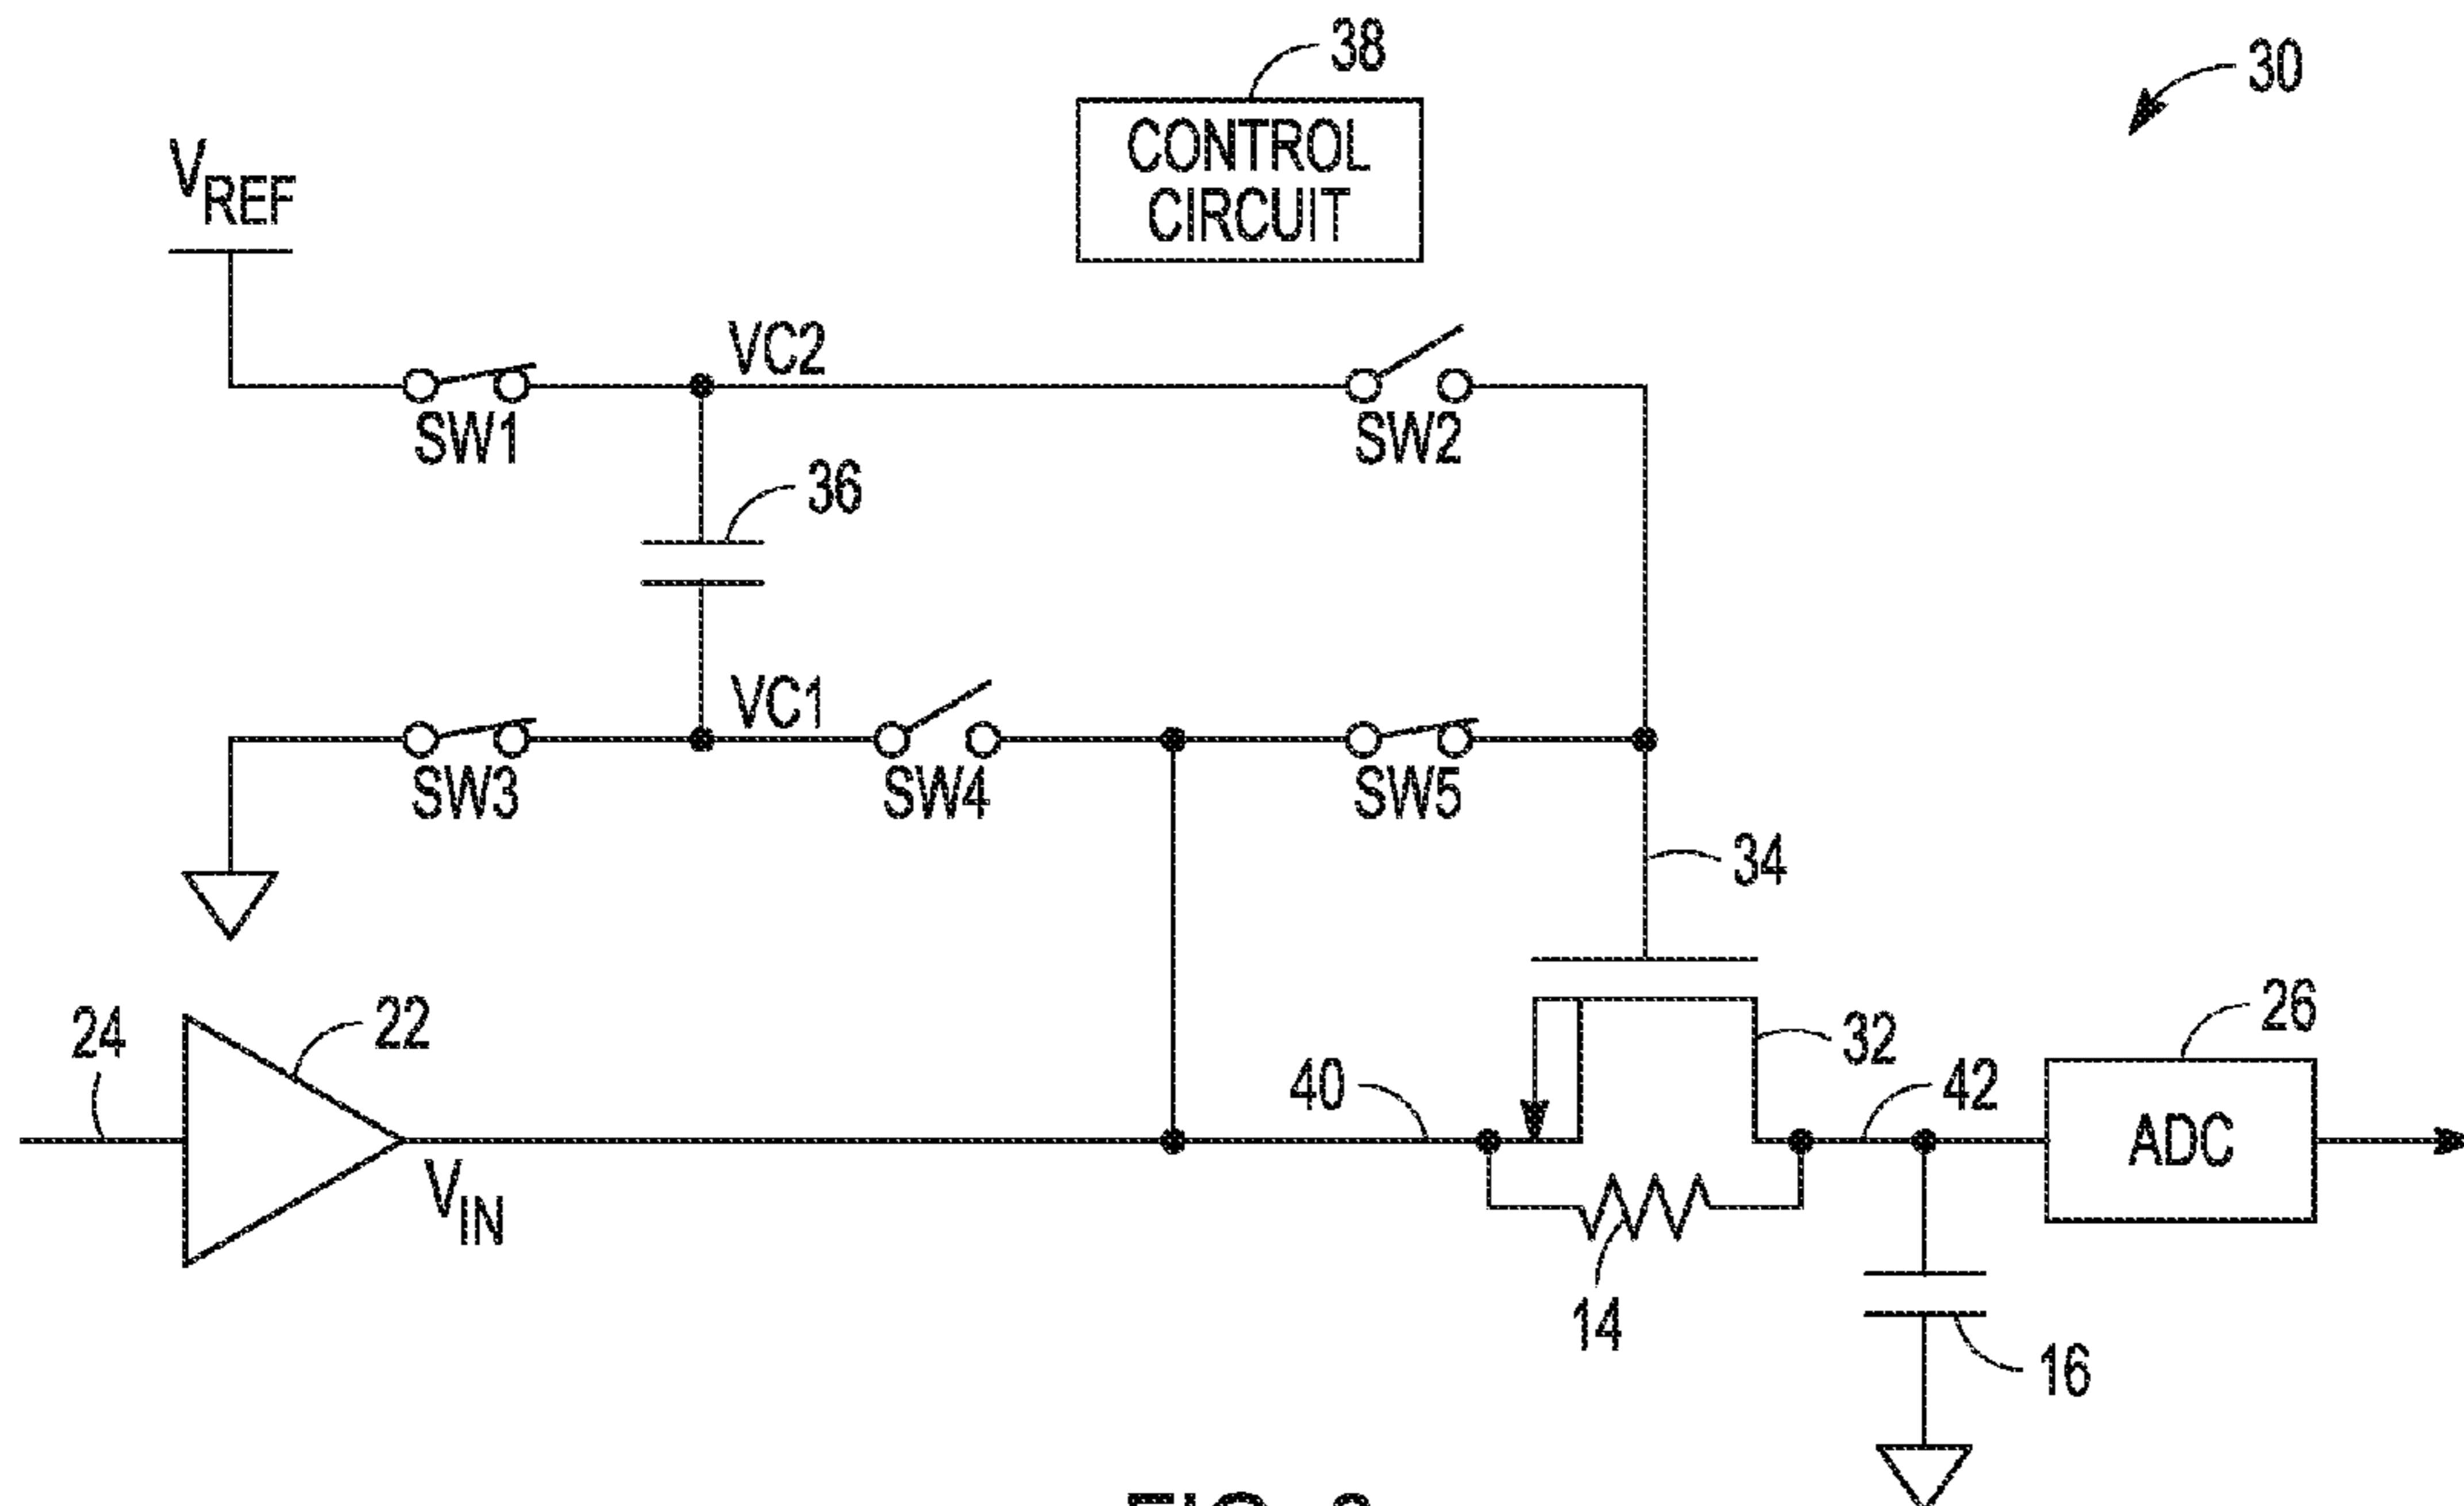 38
30
CONTROL
CIRCUIT
VREF
VC2
SW1
SW2
36
VC1
SW3
SW4
SW5
34
24
22
VIN
40
32
42
26
ADC
14
16